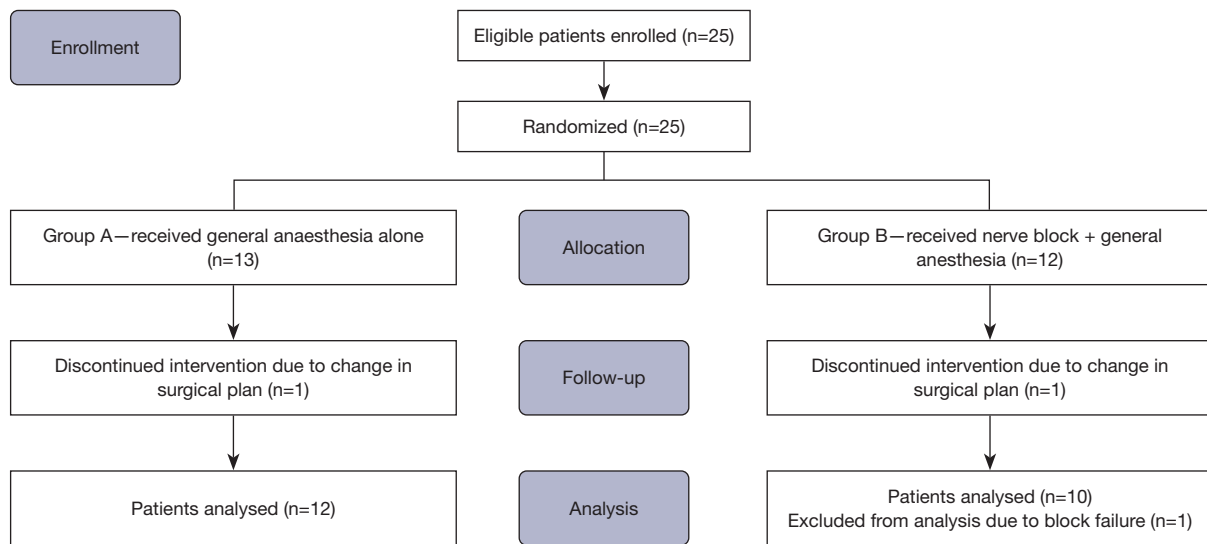 Enrollment
Eligible patients enrolled (n=25)
Randomized (n=25)
Group A—received general anaesthesia alone
(n=13)
Allocation
Group B—received nerve block + general
anesthesia (n=12)
Discontinued intervention due to change in
surgical plan (n=1)
Follow-up
Discontinued intervention due to change in
surgical plan (n=1)
Patients analysed (n=12)
Analysis
Patients analysed (n=10)
Excluded from analysis due to block failure (n=1)